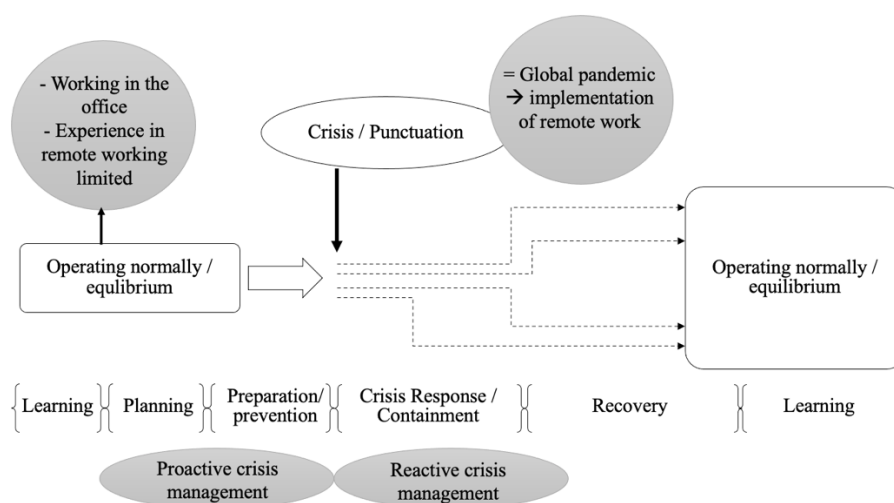 - Working in the
office
- Experience in
remote working
limited
= Global pandemic
→ implementation
of remote work
Crisis / Punctuation
Operating normally /
equlibrium
Operating normally /
equilibrium
Learning
Planning
Preparation/
prevention
Crisis Response /
Containment
Recovery
Learning
Proactive crisis
management
Reactive crisis
management